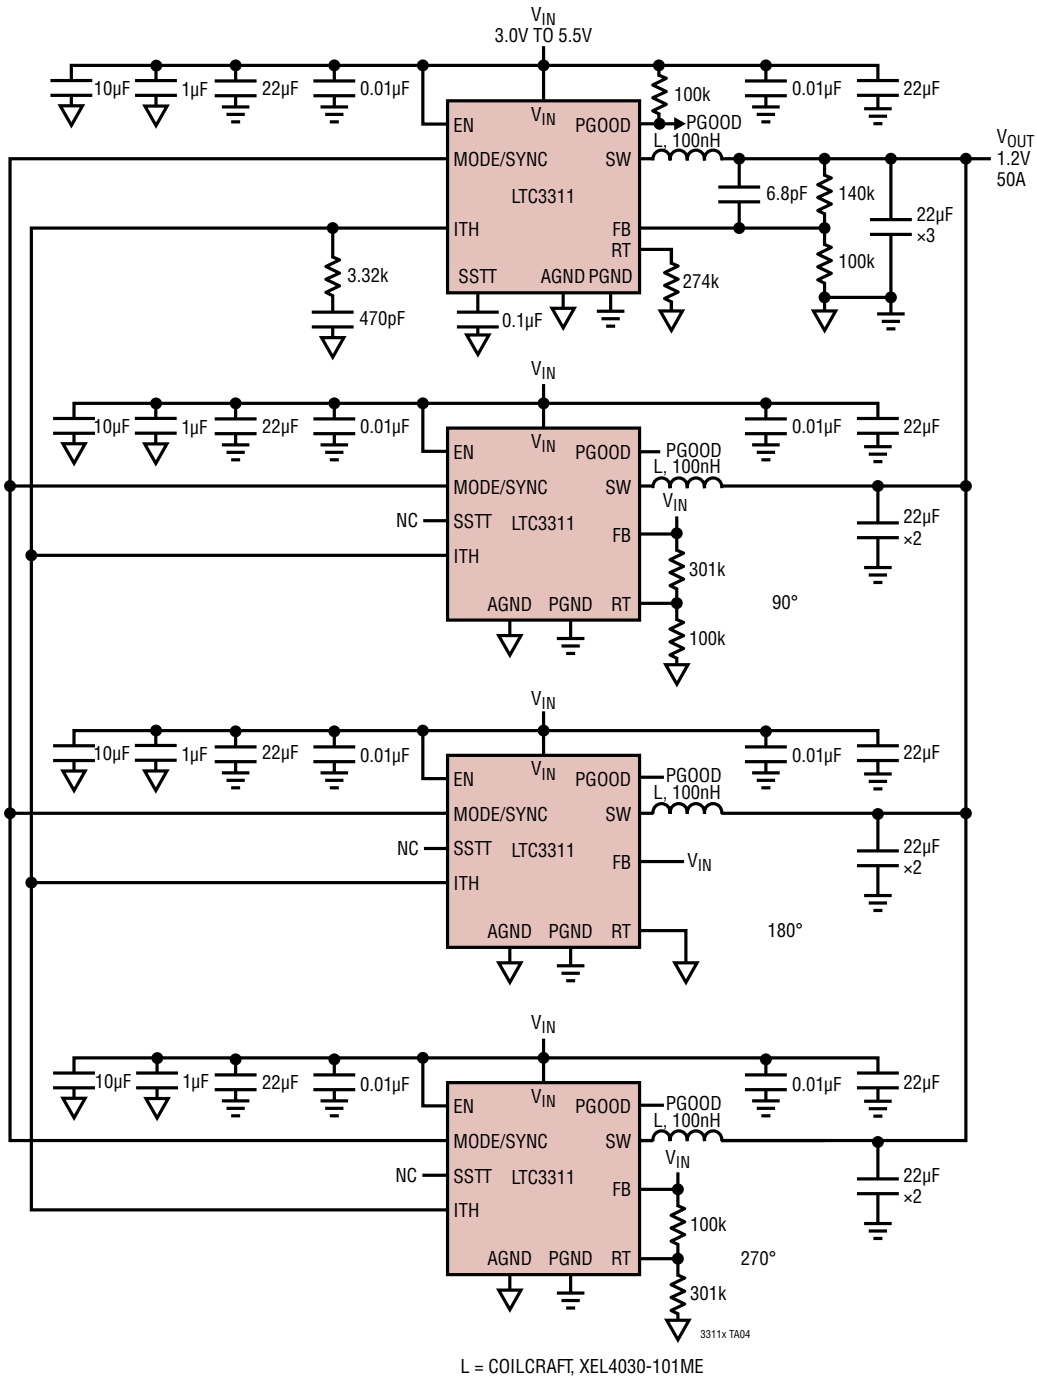 VIN
3.0V TO 5.5V
10µF 1µF 22µF 0.01µF 100k 0.01µF 22µF
VIN
EN PGOOD PGOOD
L, 100nH
MODE/SYNC SW
VOUT
1.2V
50A
LTC3311
6.8pF 140k 22µF
×3
ITH FB
RT
3.32k SSTT AGND PGND 274k 100k
470pF 0.1µF
VIN
10µF 1µF 22µF 0.01µF 0.01µF 22µF
VIN
EN PGOOD PGOOD
L, 100nH
MODE/SYNC SW
VIN
NC SSTT LTC3311 22µF
×2
FB
ITH
301k
AGND PGND RT 90°
100k
VIN
10µF 1µF 22µF 0.01µF 0.01µF 22µF
VIN
EN PGOOD PGOOD
L, 100nH
MODE/SYNC SW
NC SSTT LTC3311 22µF
×2
FB VIN
ITH
AGND PGND RT 180°
VIN
10µF 1µF 22µF 0.01µF 0.01µF 22µF
VIN
EN PGOOD PGOOD
L, 100nH
MODE/SYNC SW
VIN
NC SSTT LTC3311 22µF
×2
FB
ITH
100k
AGND PGND RT 270°
301k
3311x TA04
L = COILCRAFT, XEL4030-101ME